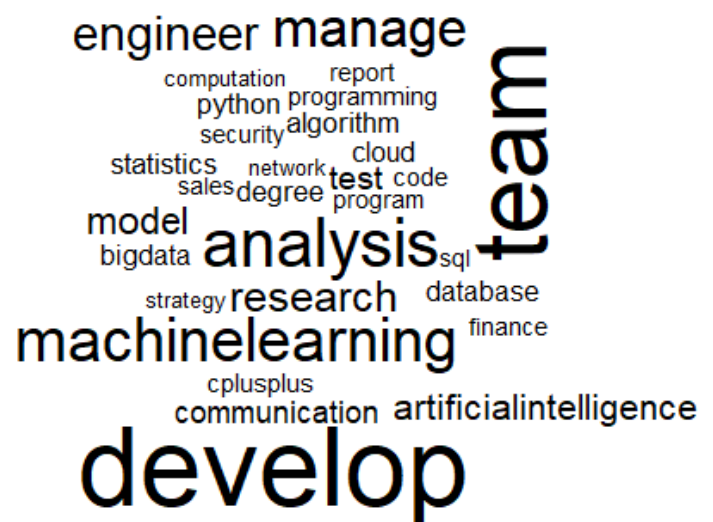 engineer manage
team
computation report
python programming
security algorithm
cloud
statistics network test code
sales degree program
model
bigdata analysis sql
strategy research database
machinelearning finance
cplusplus
communication artificialintelligence
develop